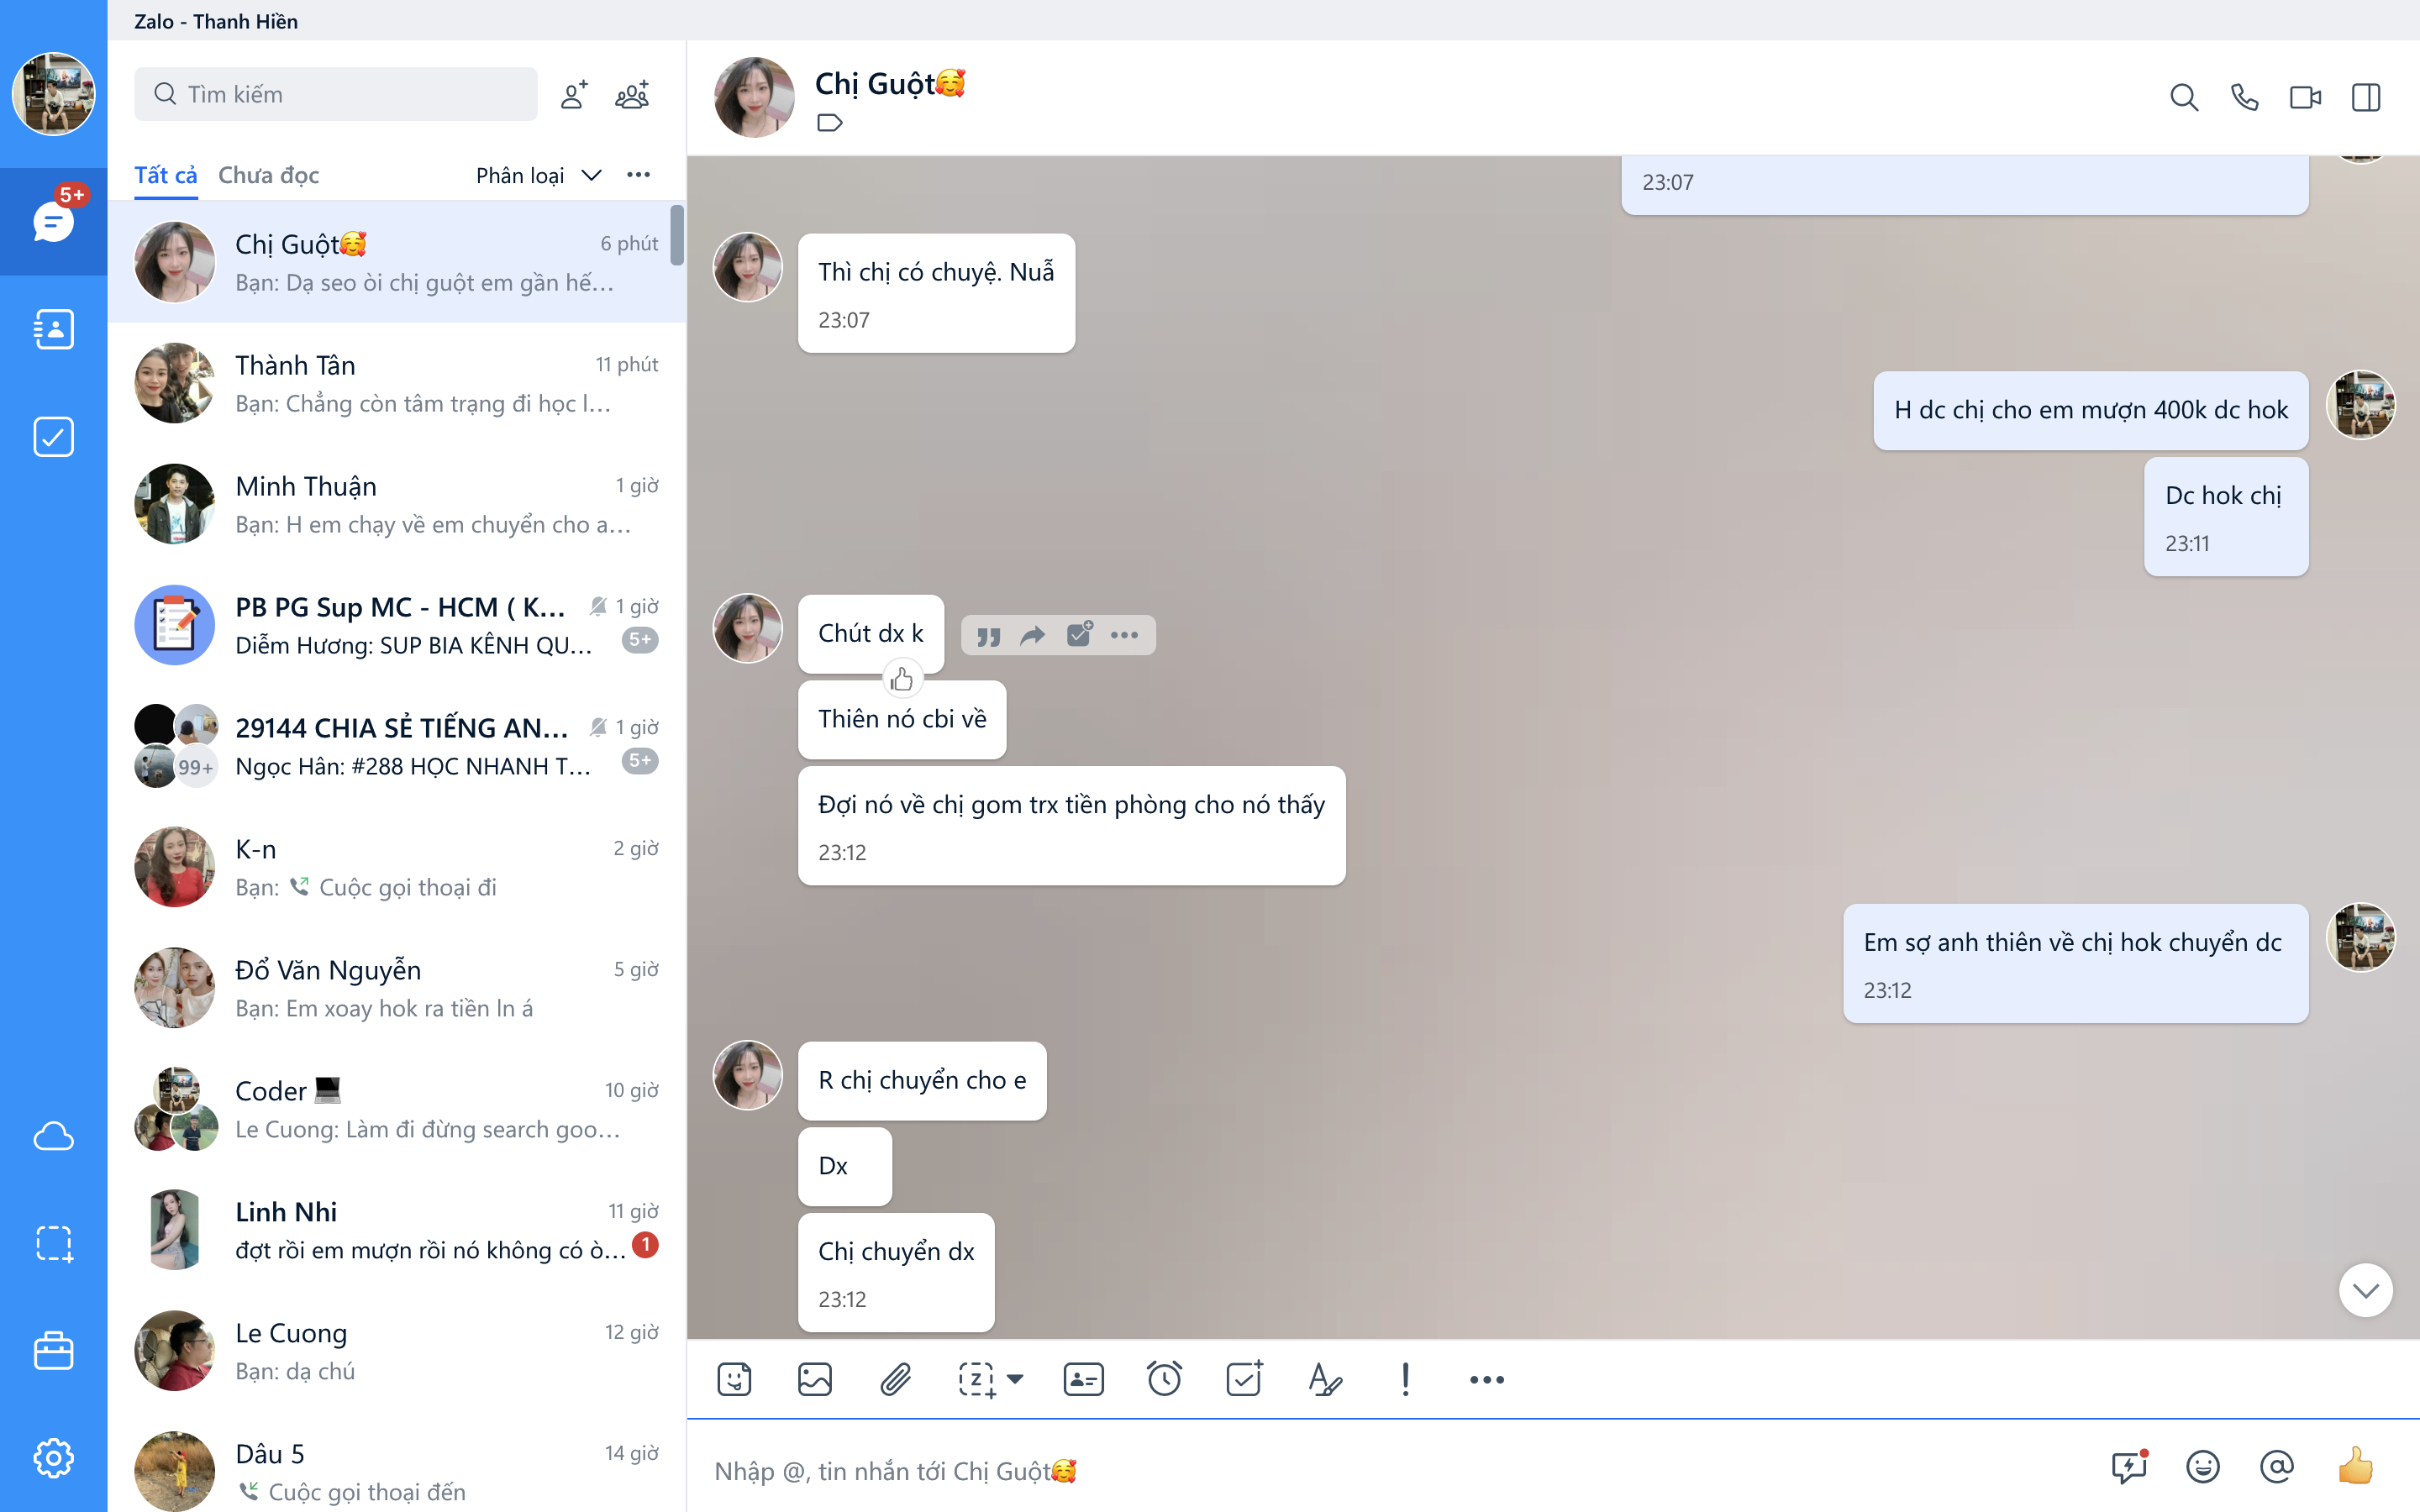 Zalo - Thanh Hiền
Tìm kiếm
Tất cả
Chưa đọc
Phân loại
5+
Chị Guột🥰
6 phút
Bạn: Dạ seo òi chị guột em gần hế...
Thành Tân
11 phút
Bạn: Chẳng còn tâm trạng đi học l...
Minh Thuận
1 giờ
Bạn: H em chạy về em chuyển cho a...
PB PG Sup MC - HCM ( K...
1 giờ
Diễm Hương: SUP BIA KÊNH QU...
5+
29144 CHIA SẺ TIẾNG AN...
1 giờ
99+
Ngọc Hân: #288 HỌC NHANH T...
5+
K-n
2 giờ
Bạn: Cuộc gọi thoại đi
Đổ Văn Nguyễn
5 giờ
Bạn: Em xoay hok ra tiền ln á
Coder 💻
10 giờ
Le Cuong: Làm đi đừng search goo...
Linh Nhi
11 giờ
đợt rồi em mượn rồi nó không có ò...
1
Le Cuong
12 giờ
Bạn: dạ chú
Dâu 5
14 giờ
Cuộc gọi thoại đến
Chị Guột🥰
23:07
Thì chị có chuyệ. Nuẫ
23:07
H dc chị cho em mượn 400k dc hok
Dc hok chị
23:11
Chút dx k
Thiên nó cbi về
Đợi nó về chị gom trx tiền phòng cho nó thấy
23:12
Em sợ anh thiên về chị hok chuyển dc
23:12
R chị chuyển cho e
Dx
Chị chuyển dx
23:12
Nhập @, tin nhắn tới Chị Guột🥰